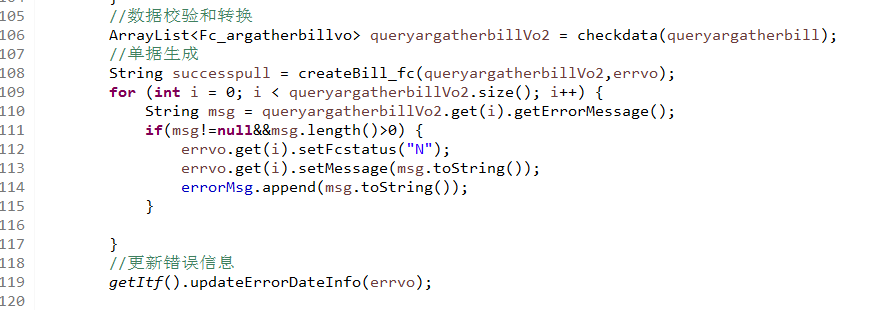 105 //数据校验和转换
106 ArrayList<Fc_argatherbillvo> queryargatherbillVo2 = checkdata(queryargatherbill);
107 //单据生成
108 String successpull = createBill_fc(queryargatherbillVo2,errvo);
109 for (int i = 0; i < queryargatherbillVo2.size(); i++) {
110 String msg = queryargatherbillVo2.get(i).getErrorMessage();
111 if(msg!=null&&msg.length()>0) {
112 errvo.get(i).setFcstatus("N");
113 errvo.get(i).setMessage(msg.toString());
114 errorMsg.append(msg.toString());
115 }
116
117 }
118 //更新错误信息
119 getItf().updateErrorDateInfo(errvo);
120